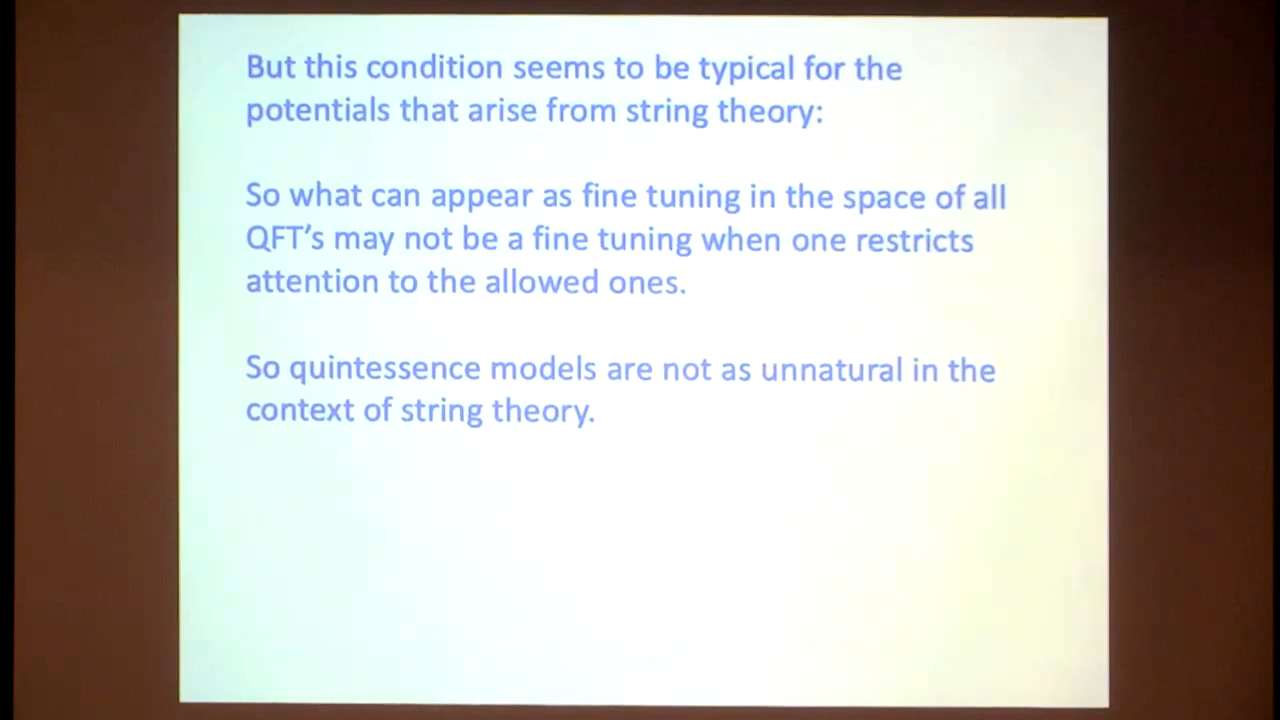 But this condition seems to be typical for the
potentials that arise from string theory:
So what can appear as fine tuning in the space of all
QFT’s may not be a fine tuning when one restricts
attention to the allowed ones.
So quintessence models are not as unnatural in the
context of string theory.